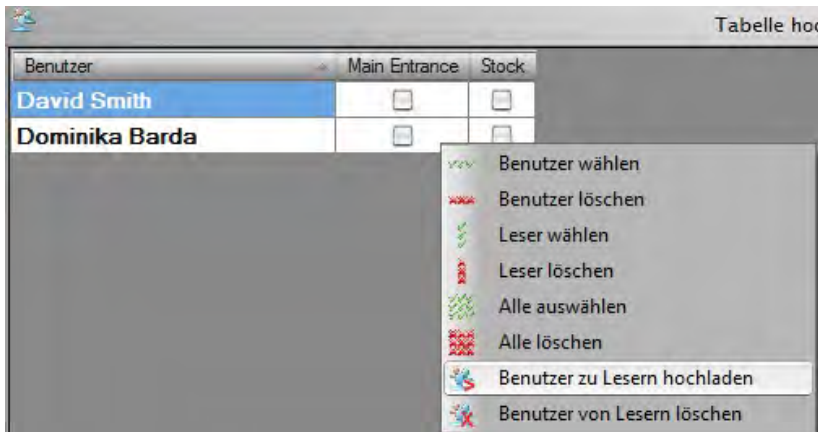 Tabelle
Benutzer Main Entrance Stock
David Smith
Dominika Barda
Benutzer wählen
Benutzer löschen
Leser wählen
Leser löschen
Alle auswählen
Alle löschen
Benutzer zu Lesern hochladen
Benutzer von Lesern löschen